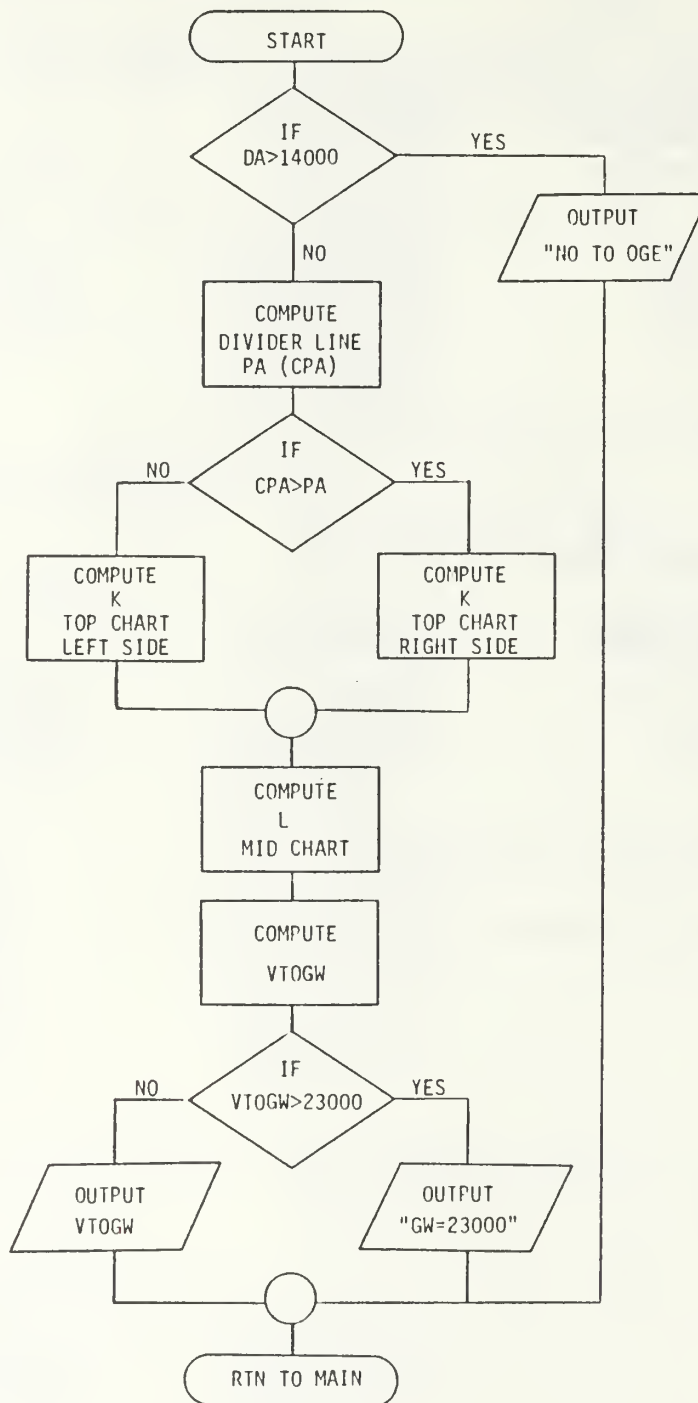 START
IF
DA>14000
YES
NO
OUTPUT
"NO TO OGE"
COMPUTE
DIVIDER LINE
PA (CPA)
IF
CPA>PA
NO
YES
COMPUTE
K
TOP CHART
LEFT SIDE
COMPUTE
K
TOP CHART
RIGHT SIDE
COMPUTE
L
MID CHART
COMPUTE
VTOGW
IF
VTOGW>23000
NO
YES
OUTPUT
VTOGW
OUTPUT
"GW=23000"
RTN TO MAIN